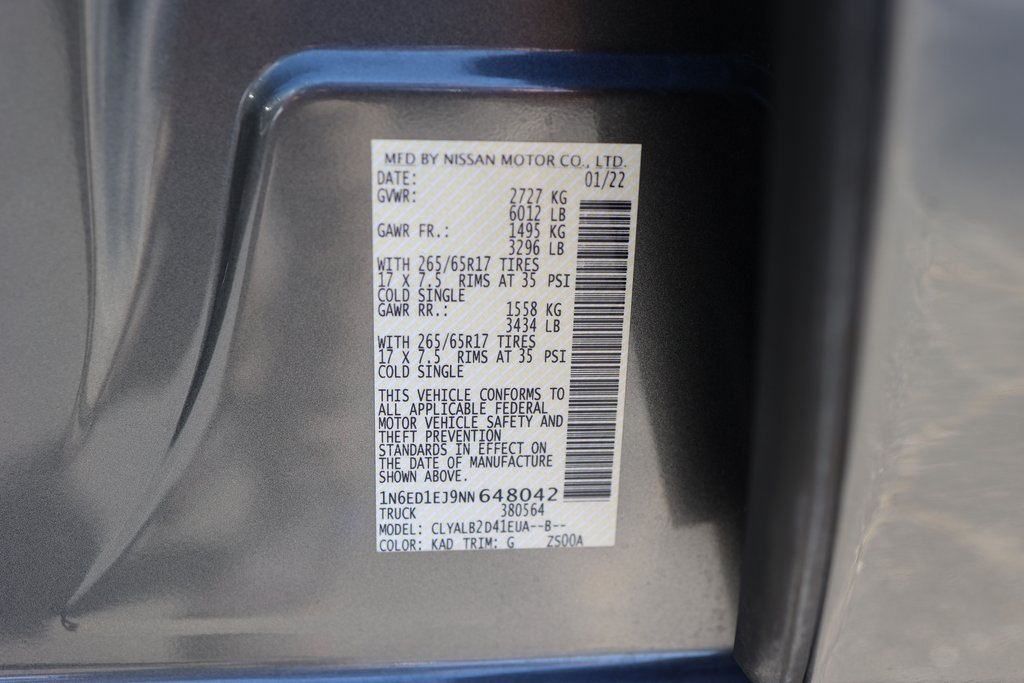 MFD BY NISSAN MOTOR CO., LTD.
DATE: 01/22
GVWR: 2727 KG
6012 LB
GAWR FR.: 1495 KG
3296 LB
WITH 265/65R17 TIRES
17 X 7.5 RIMS AT 35 PSI
COLD SINGLE
GAWR RR.: 1558 KG
3434 LB
WITH 265/65R17 TIRES
17 X 7.5 RIMS AT 35 PSI
COLD SINGLE
THIS VEHICLE CONFORMS TO
ALL APPLICABLE FEDERAL
MOTOR VEHICLE SAFETY AND
THEFT PREVENTION
STANDARDS IN EFFECT ON
THE DATE OF MANUFACTURE
SHOWN ABOVE.
1N6ED1EJ9NN648042
TRUCK 380564
MODEL: CLYALB2D41EUA--B--
COLOR: KAD TRIM: G ZS00A